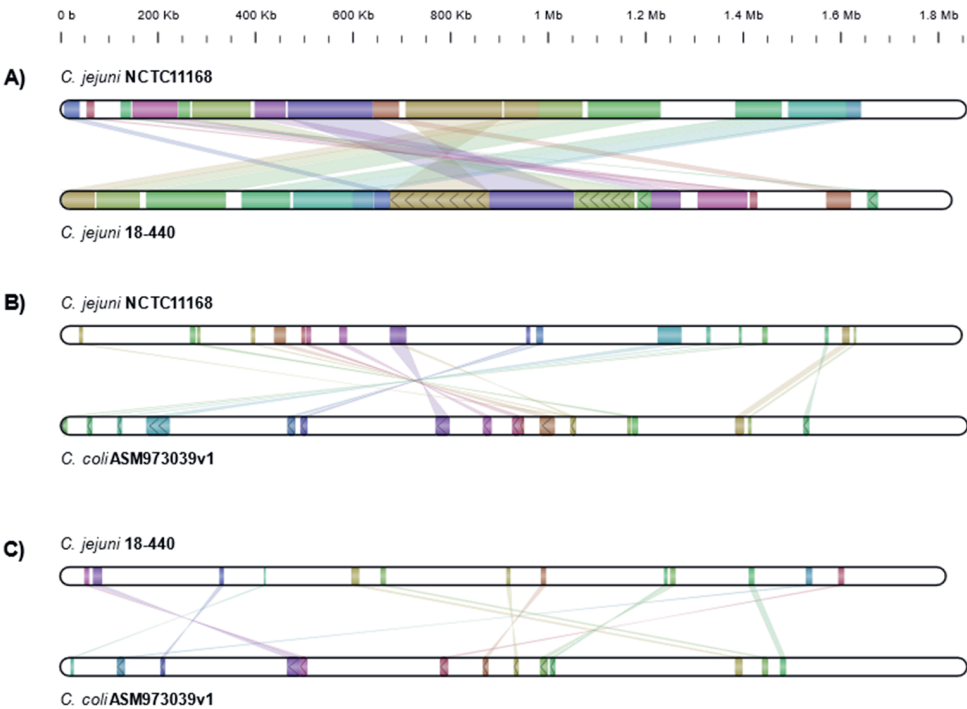 0 b 200 Kb 400 Kb 600 Kb 800 Kb 1 Mb 1.2 Mb 1.4 Mb 1.6 Mb 1.8 Mb
A) C. jejuni NCTC11168
C. jejuni 18-440
B) C. jejuni NCTC11168
C. coli ASM973039v1
C) C. jejuni 18-440
C. coli ASM973039v1